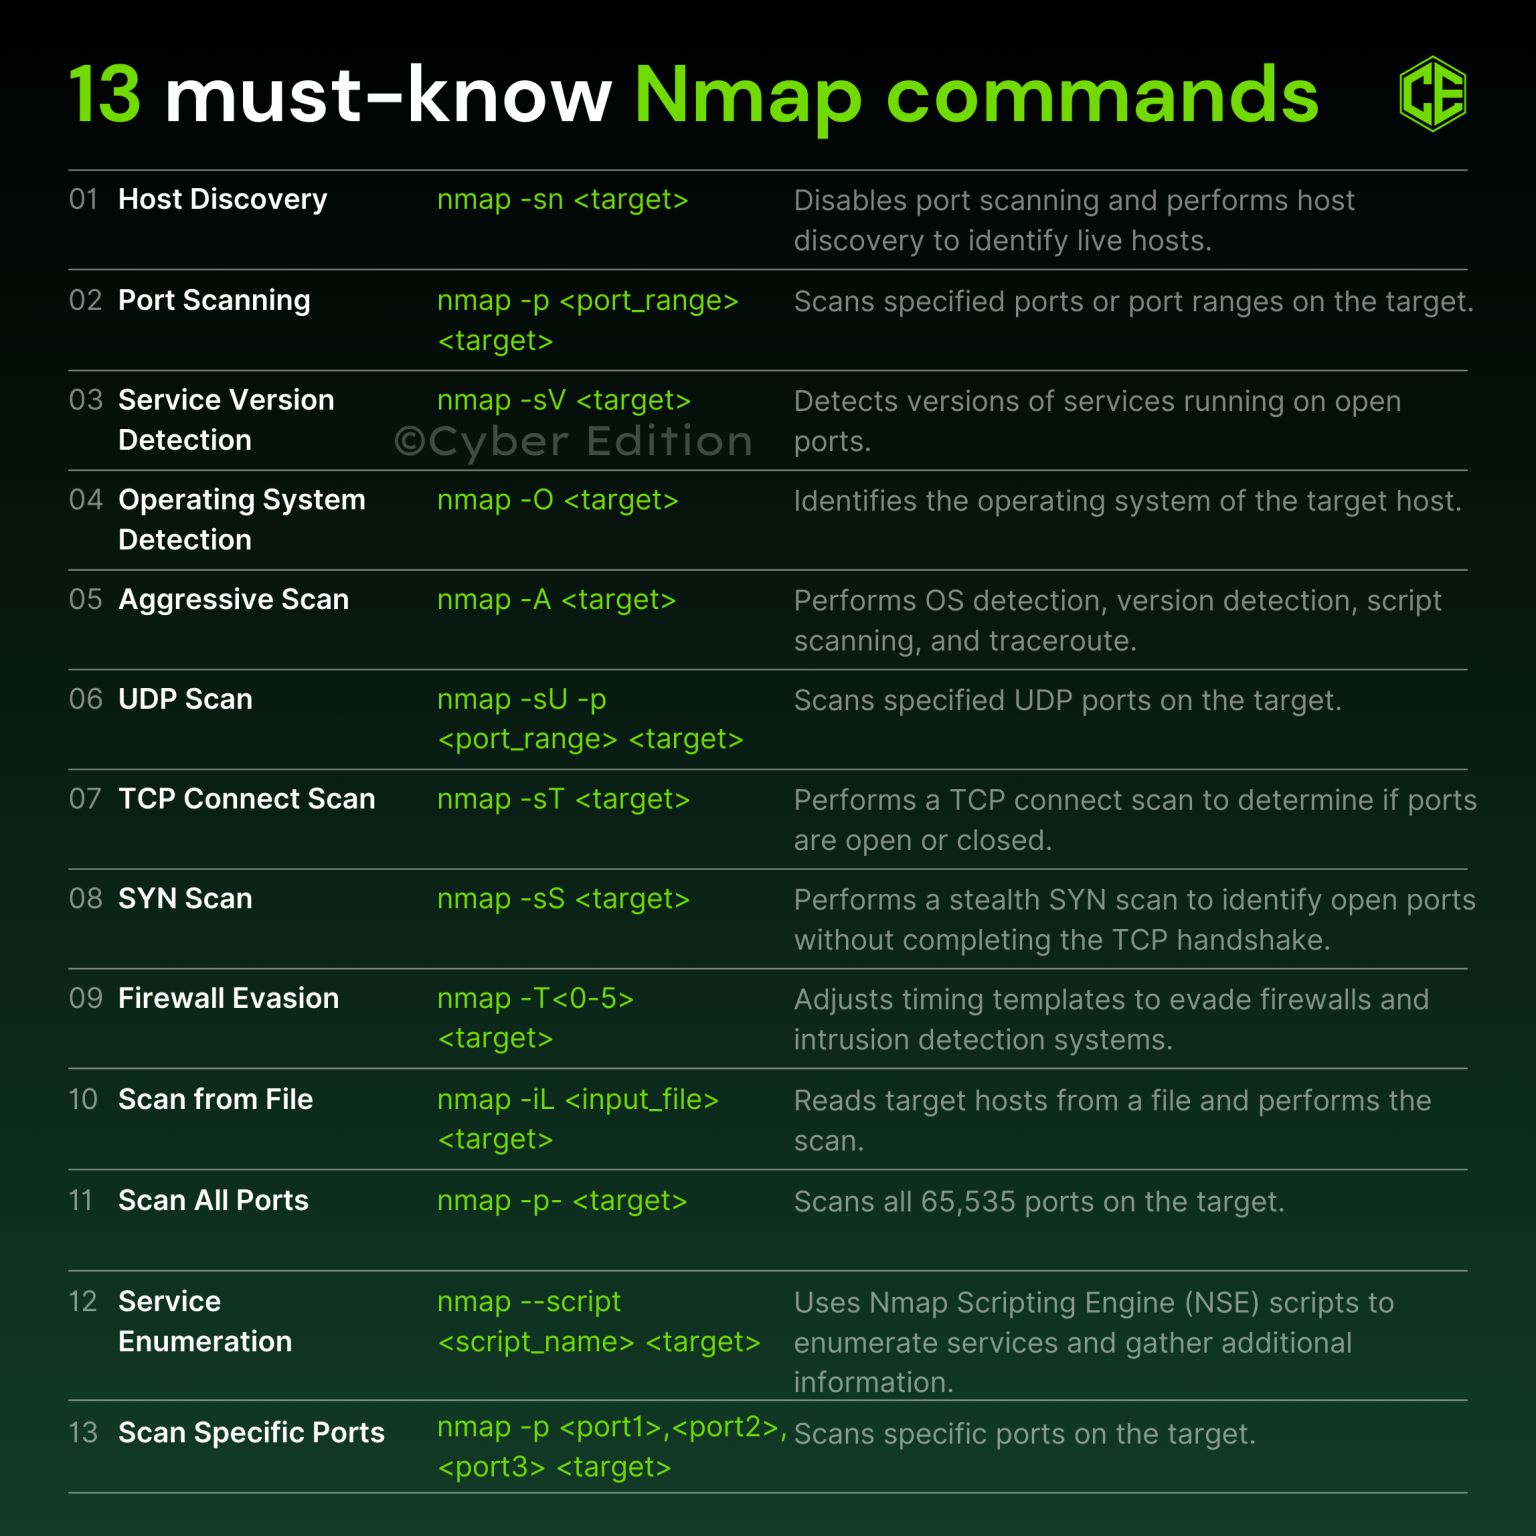 13 must-know Nmap commands
CE
01 Host Discovery nmap -sn <target> Disables port scanning and performs host
discovery to identify live hosts.
02 Port Scanning nmap -p <port_range> Scans specified ports or port ranges on the target.
<target>
03 Service Version nmap -sV <target> Detects versions of services running on open
Detection ©Cyber Edition ports.
04 Operating System nmap -O <target> Identifies the operating system of the target host.
Detection
05 Aggressive Scan nmap -A <target> Performs OS detection, version detection, script
scanning, and traceroute.
06 UDP Scan nmap -sU -p Scans specified UDP ports on the target.
<port_range> <target>
07 TCP Connect Scan nmap -sT <target> Performs a TCP connect scan to determine if ports
are open or closed.
08 SYN Scan nmap -sS <target> Performs a stealth SYN scan to identify open ports
without completing the TCP handshake.
09 Firewall Evasion nmap -T<0-5> Adjusts timing templates to evade firewalls and
<target> intrusion detection systems.
10 Scan from File nmap -iL <input_file> Reads target hosts from a file and performs the
<target> scan.
11 Scan All Ports nmap -p- <target> Scans all 65,535 ports on the target.
12 Service nmap --script Uses Nmap Scripting Engine (NSE) scripts to
Enumeration <script_name> <target> enumerate services and gather additional
information.
13 Scan Specific Ports nmap -p <port1>,<port2>, Scans specific ports on the target.
<port3> <target>